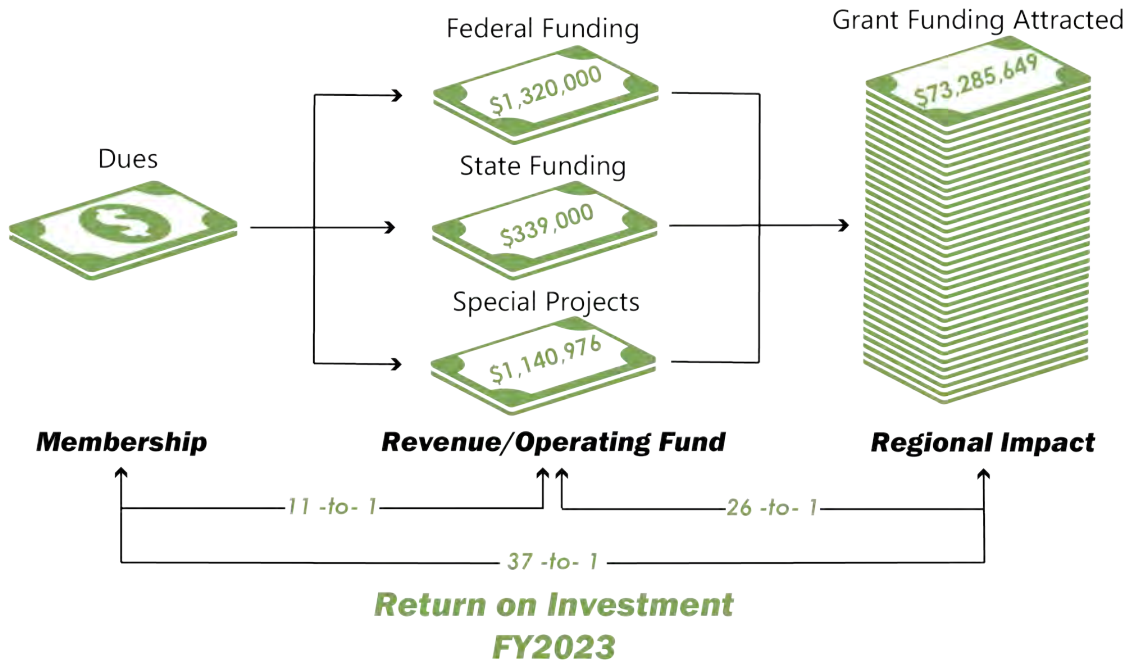 Dues
$
Federal Funding
$1,320,000
State Funding
$339,000
Special Projects
$1,140,976
Grant Funding Attracted
$73,285,649
Membership
Revenue/Operating Fund
Regional Impact
11 -to- 1
26 -to- 1
37 -to- 1
Return on Investment
FY2023